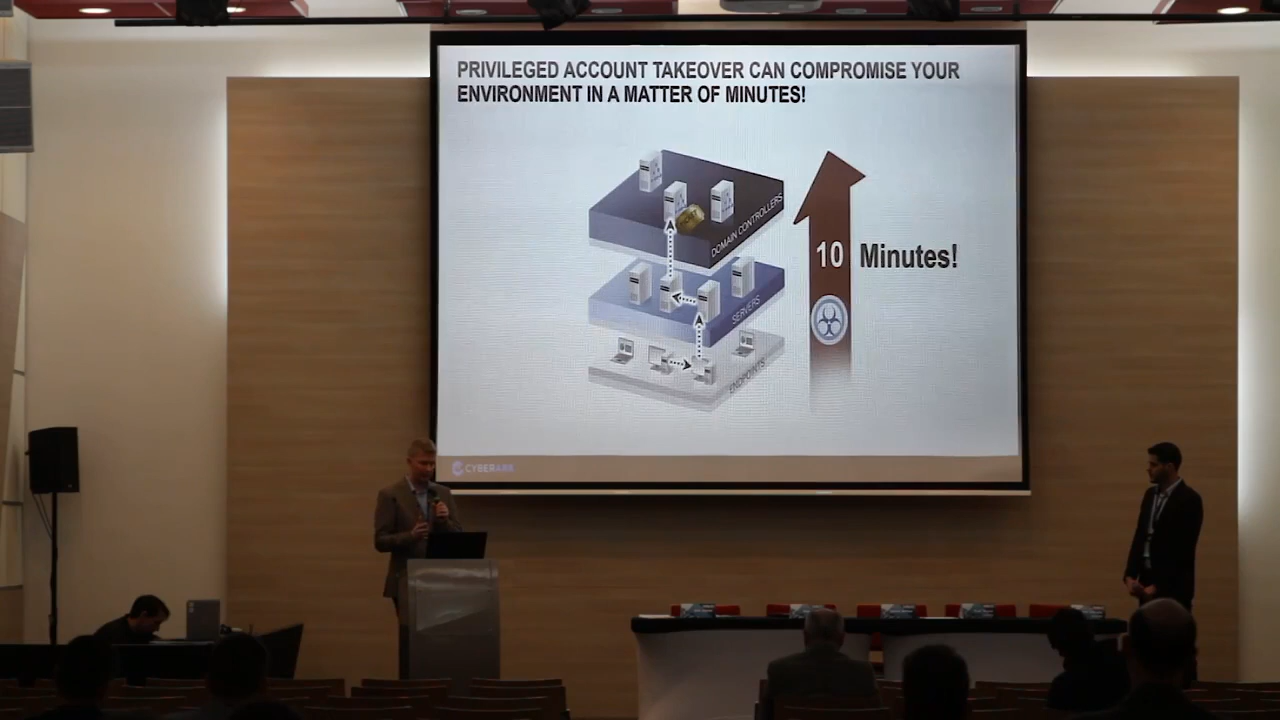 PRIVILEGED ACCOUNT TAKEOVER CAN COMPROMISE YOUR
ENVIRONMENT IN A MATTER OF MINUTES!
DOMAIN CONTROLLERS
10 Minutes!
SERVERS
ENDPOINTS
CYBERARK